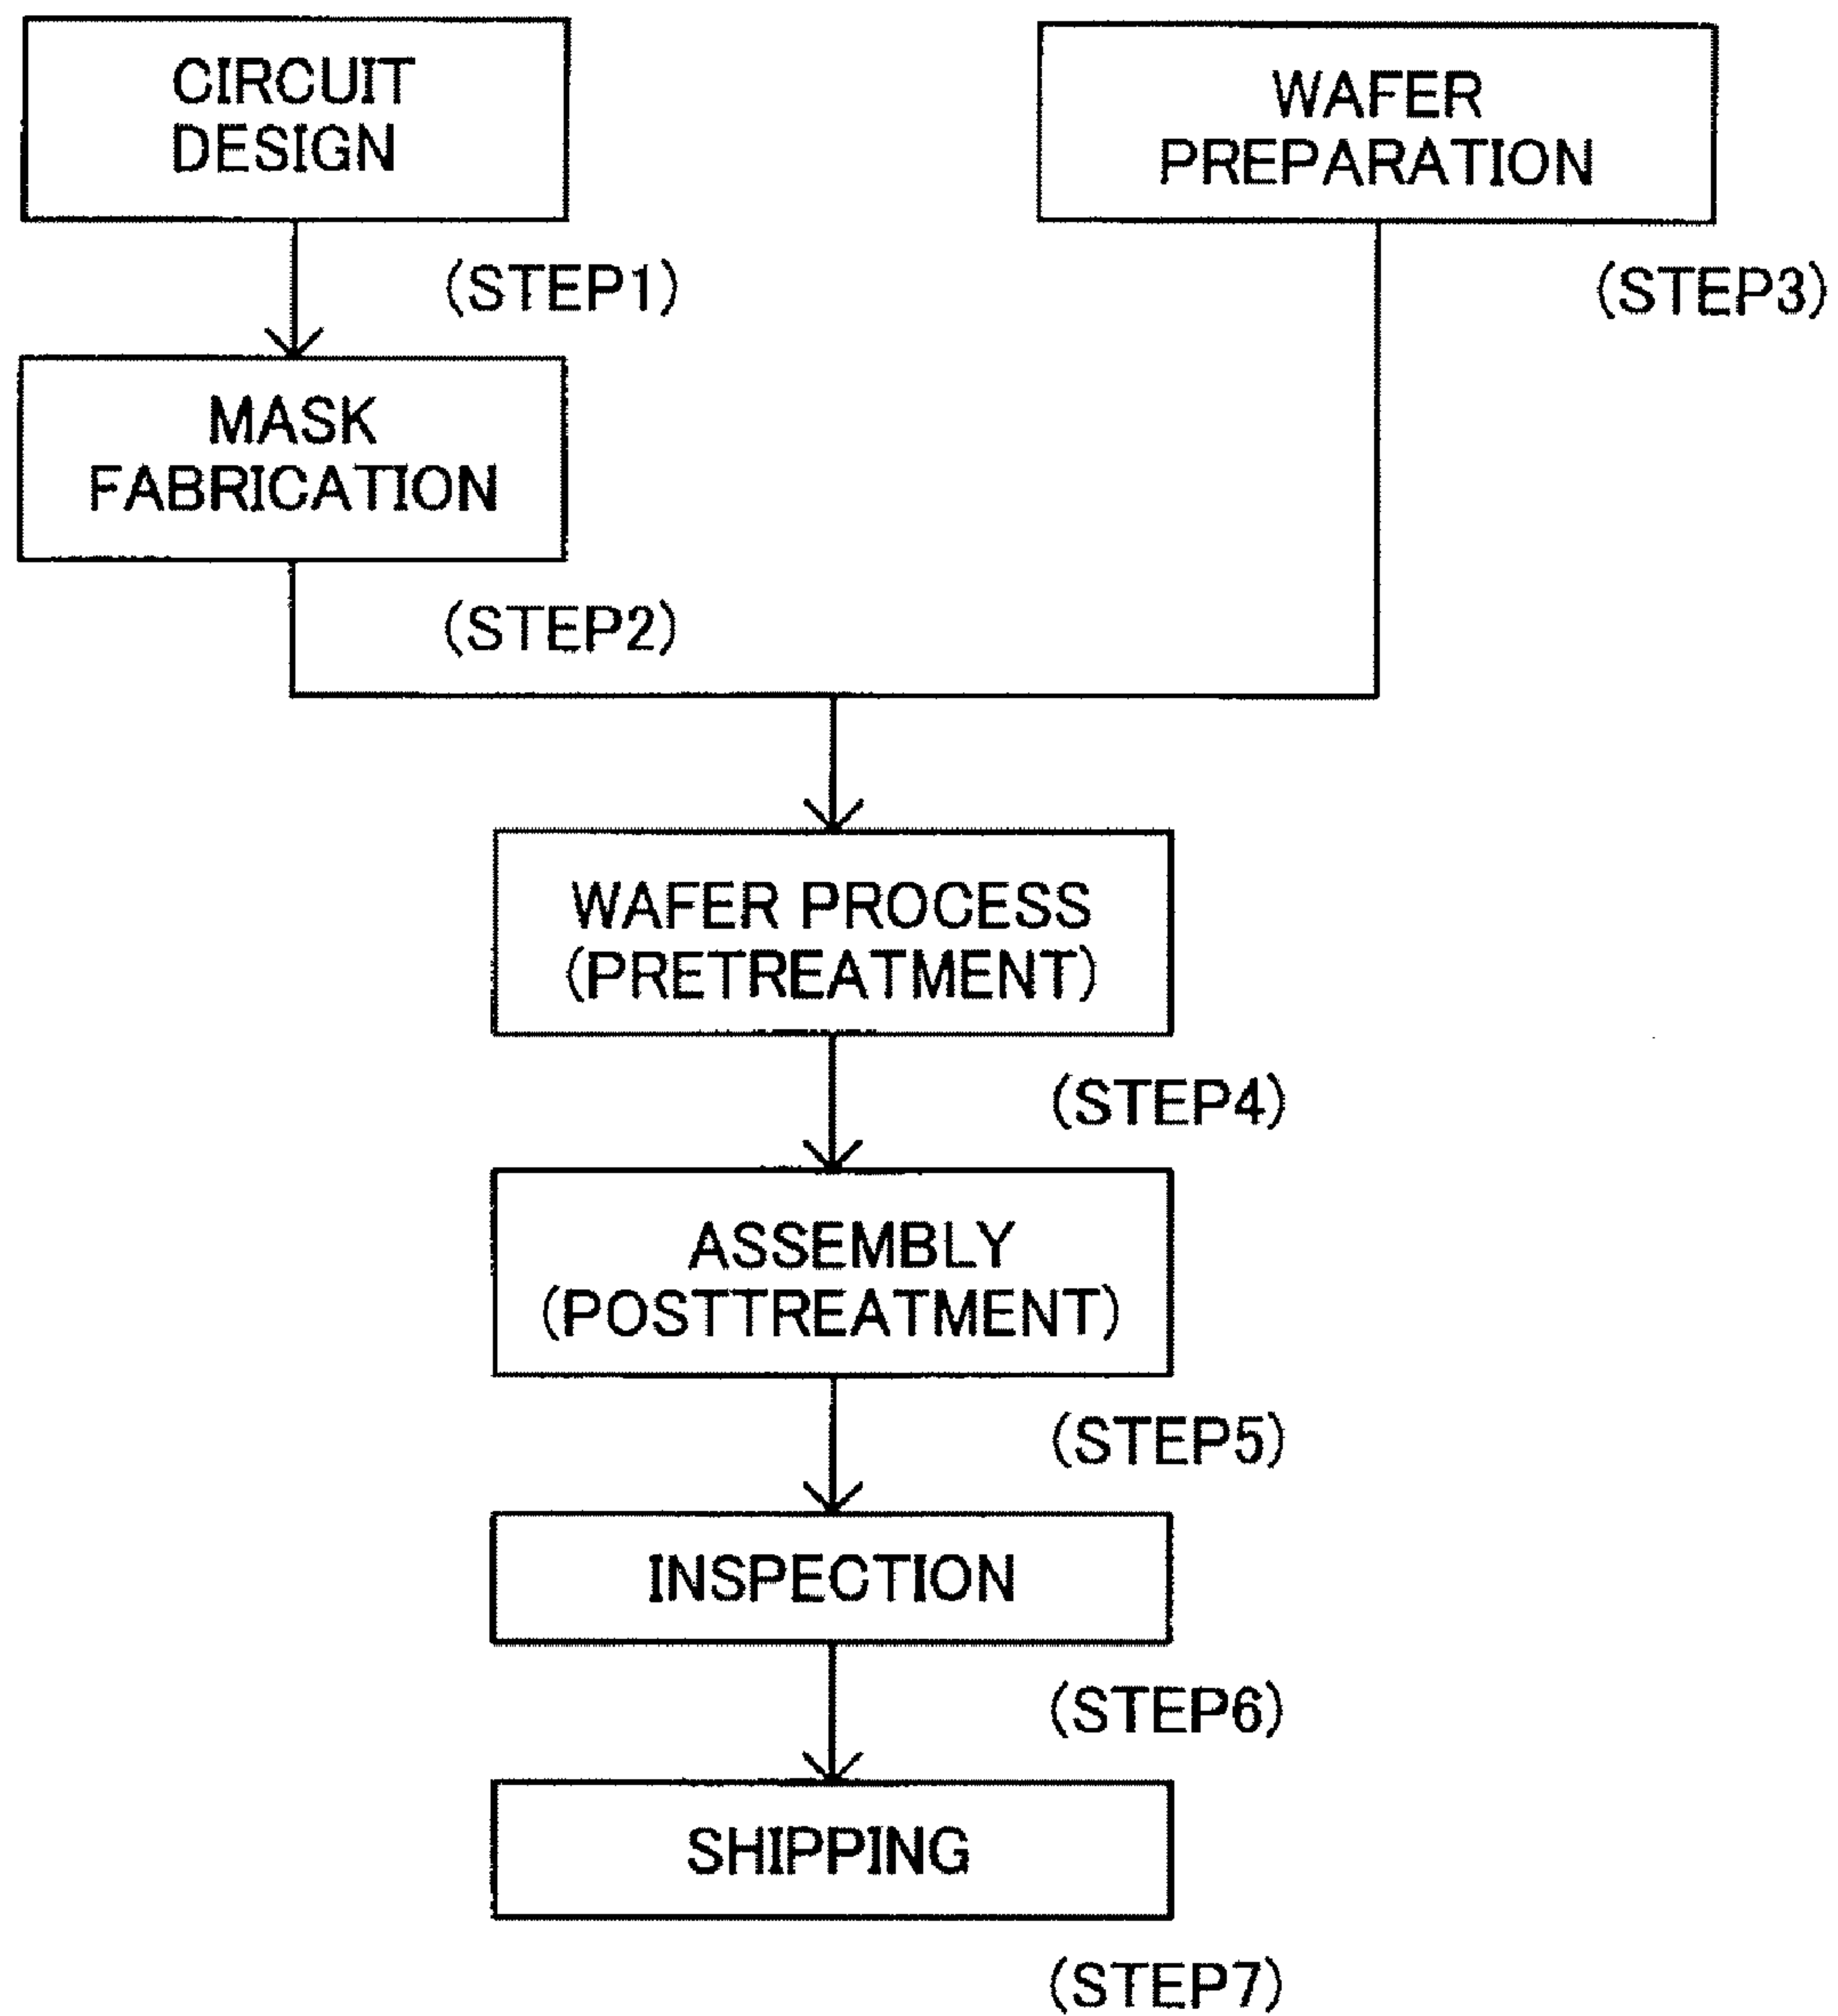 CIRCUIT
DESIGN
(STEP1)
MASK
FABRICATION
(STEP2)
WAFER
PREPARATION
(STEP3)
WAFER PROCESS
(PRETREATMENT)
(STEP4)
ASSEMBLY
(POSTTREATMENT)
(STEP5)
INSPECTION
(STEP6)
SHIPPING
(STEP7)